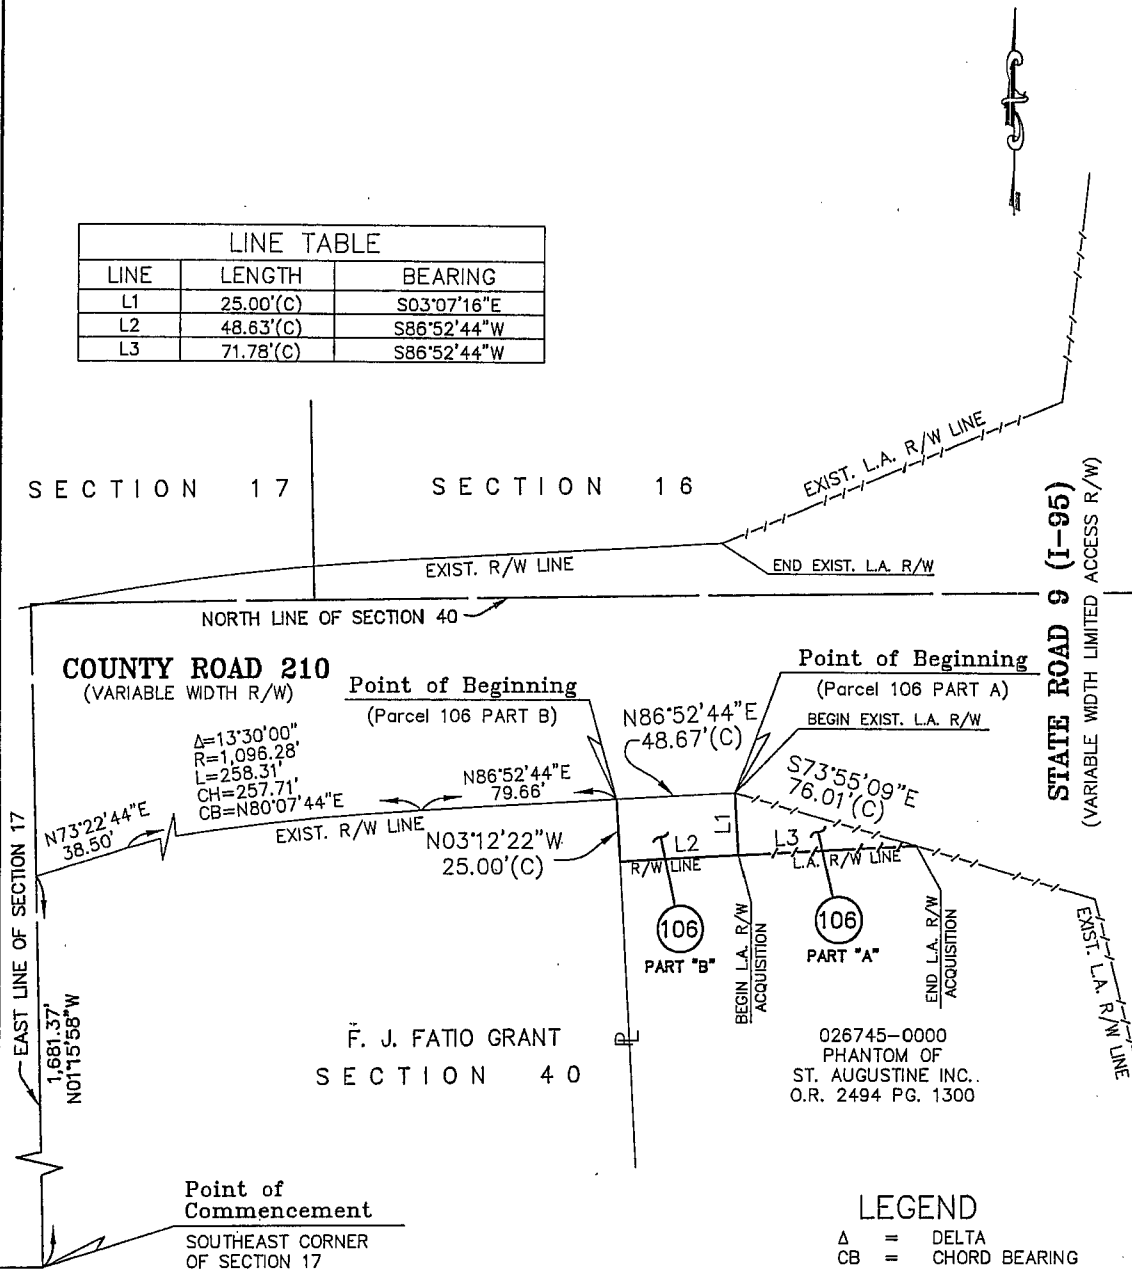 LINE TABLE
LINE LENGTH BEARING
L1 25.00'(C) S03°07'16"E
L2 48.63'(C) S86°52'44"W
L3 71.78'(C) S86°52'44"W
SECTION 17
SECTION 16
EXIST. L.A. R/W LINE
EXIST. R/W LINE
END EXIST. L.A. R/W
NORTH LINE OF SECTION 40
STATE ROAD 9 (I-95)
(VARIABLE WIDTH LIMITED ACCESS R/W)
COUNTY ROAD 210
(VARIABLE WIDTH R/W)
Point of Beginning
(Parcel 106 PART B)
Point of Beginning
(Parcel 106 PART A)
BEGIN EXIST. L.A. R/W
N86°52'44"E
48.67'(C)
Δ=13°30'00"
R=1,096.28'
L=258.31'
CH=257.71'
CB=N80°07'44"E
N86°52'44"E
79.66'
S73°55'09"E
76.01'(C)
N73°22'44"E
38.50'
EXIST. R/W LINE
N03°12'22"W
25.00'(C)
L1
L2
R/W LINE
L3
L.A. R/W LINE
106
PART "B"
106
PART "A"
BEGIN L.A. R/W
ACQUISITION
END L.A. R/W
ACQUISITION
EXIST. L.A. R/W LINE
EAST LINE OF SECTION 17
1,681.37'
N01°15'58"W
F. J. FATIO GRANT
SECTION 40
PL
026745-0000
PHANTOM OF
ST. AUGUSTINE INC..
O.R. 2494 PG. 1300
Point of
Commencement
SOUTHEAST CORNER
OF SECTION 17
LEGEND
Δ = DELTA
CB = CHORD BEARING